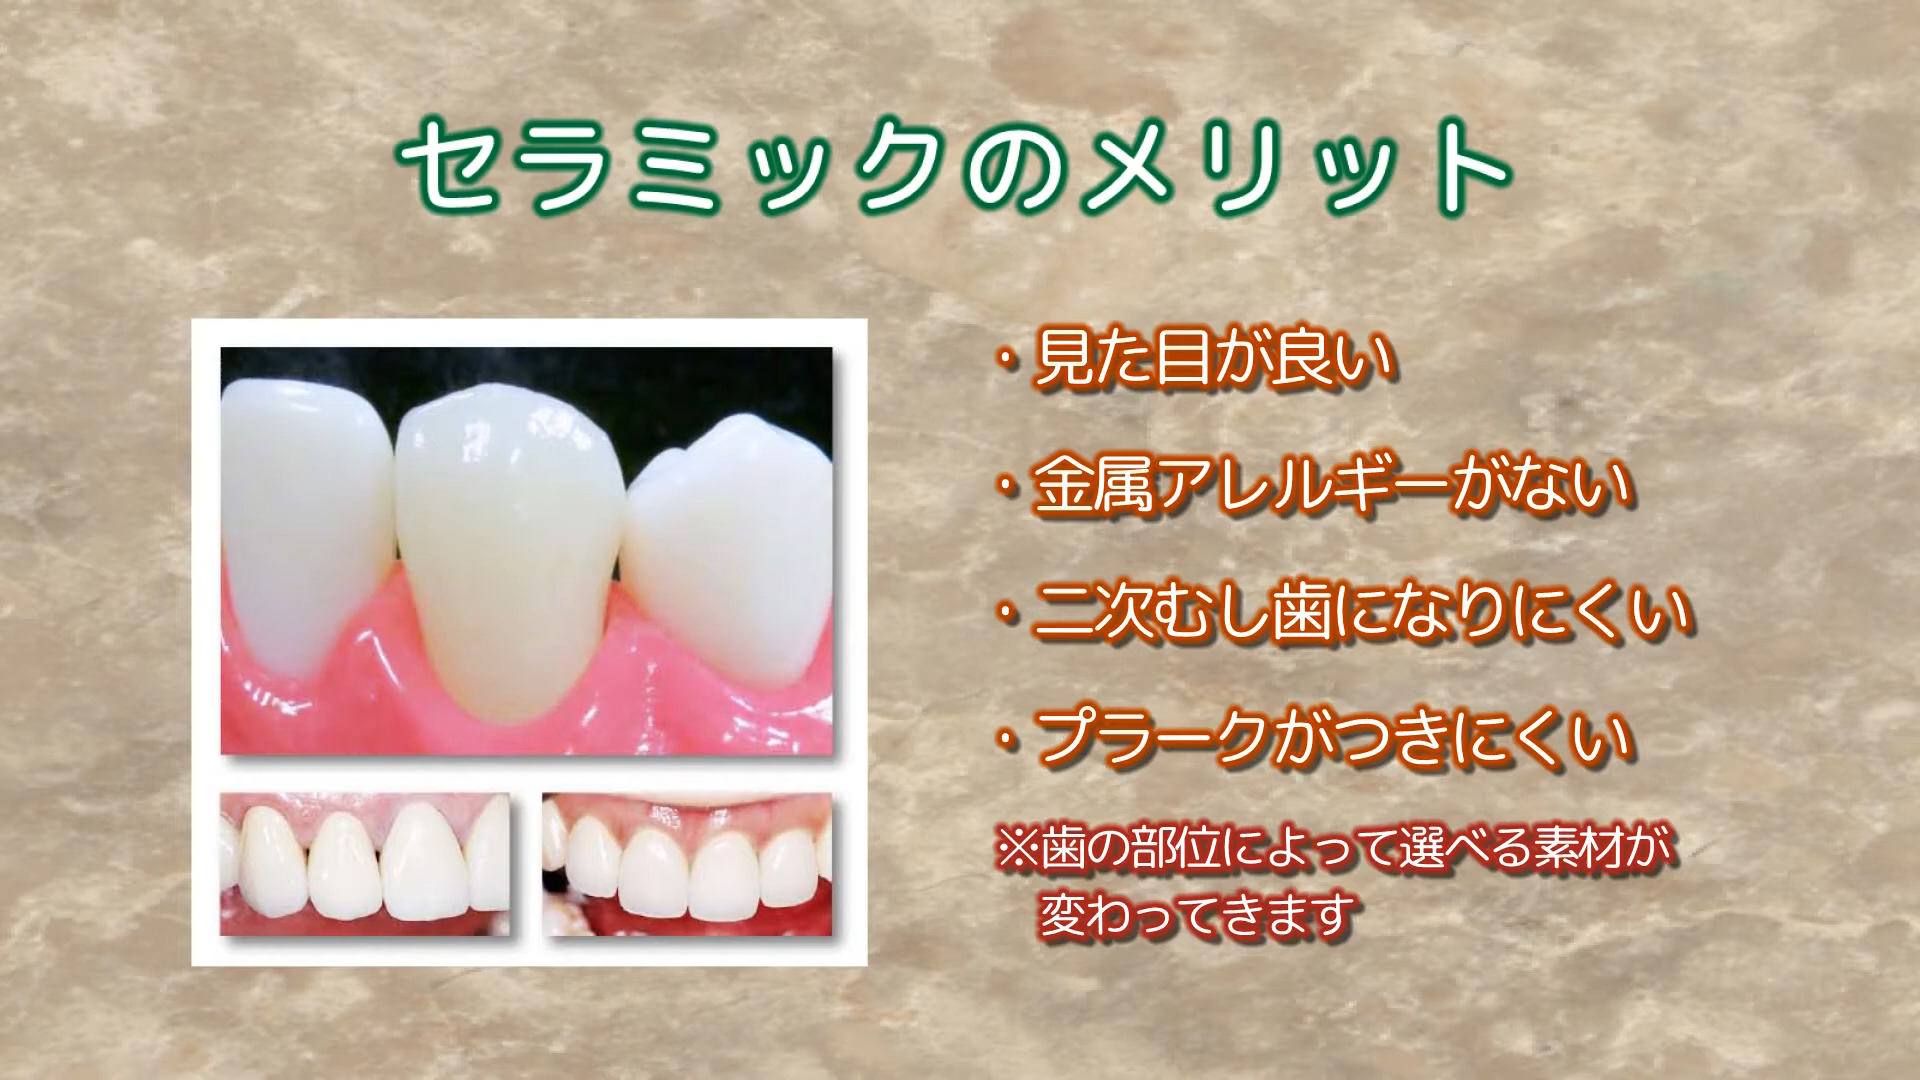 セラミックのメリット
・見た目が良い
・金属アレルギーがない
・二次むし歯になりにくい
・プラークがつきにくい
※歯の部位によって選べる素材が
変わってきます